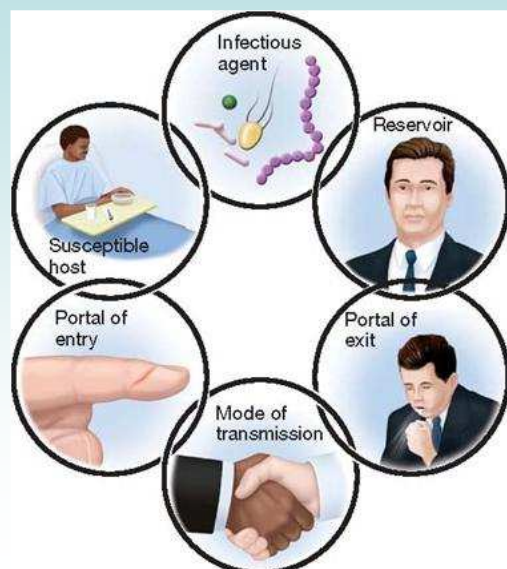 Infectious
agent
Reservoir
Portal of
exit
Mode of
transmission
Portal of
entry
Susceptible
host